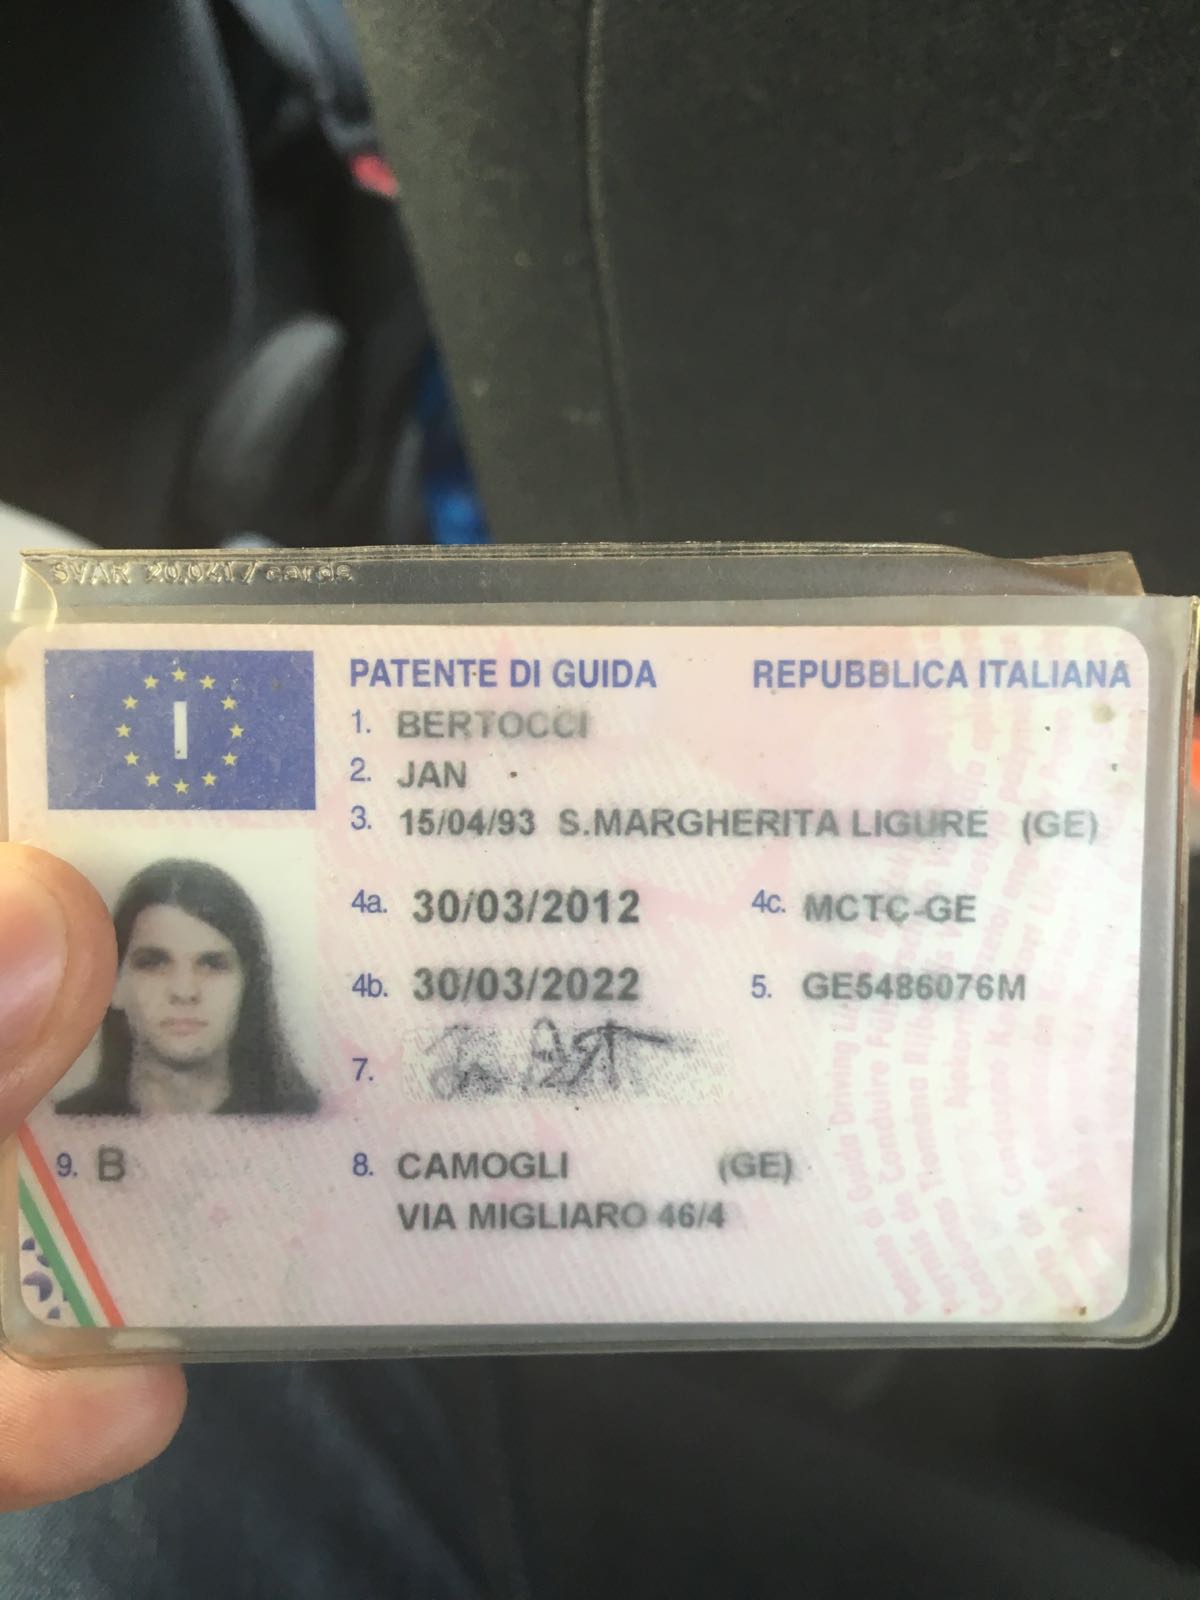 SVAR 20.041 / cards
I
PATENTE DI GUIDA REPUBBLICA ITALIANA
1. BERTOCCI
2. JAN
3. 15/04/93 S.MARGHERITA LIGURE (GE)
4a. 30/03/2012 4c. MCTC-GE
4b. 30/03/2022 5. GE5486076M
7.
9. B 8. CAMOGLI (GE)
VIA MIGLIARO 46/4